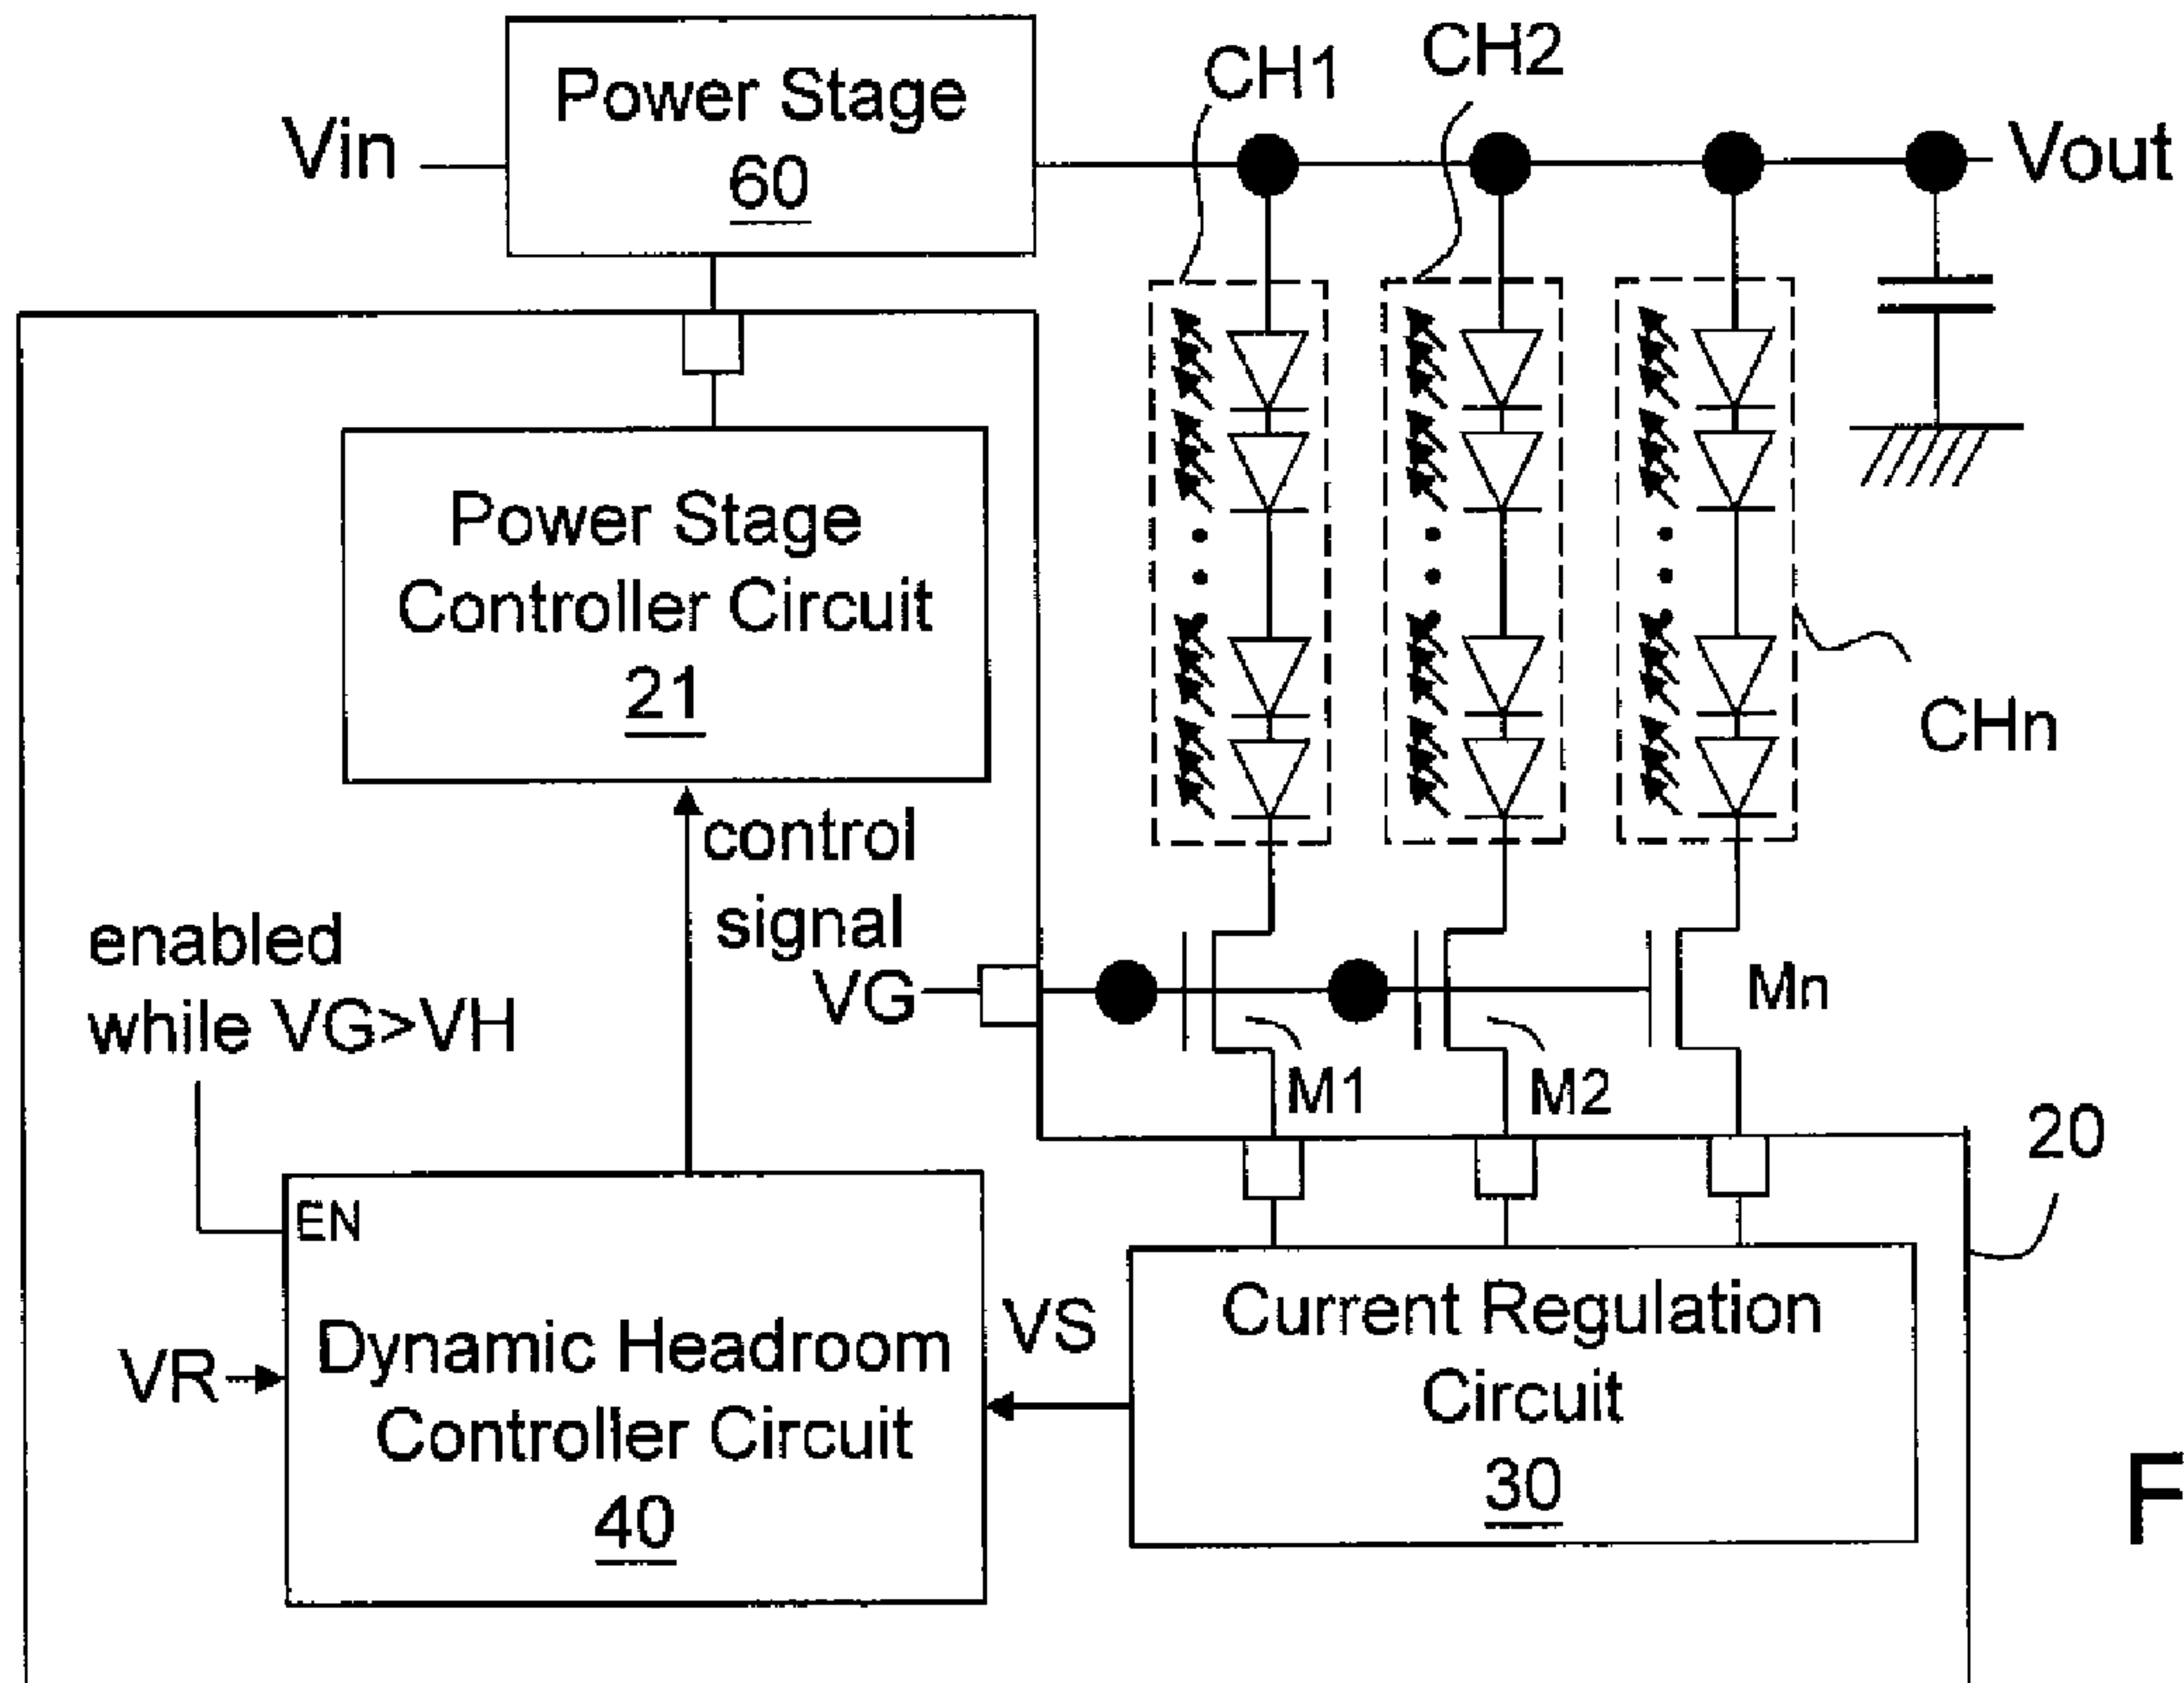 Power Stage
60
Vin
CH1
CH2
Vout
Power Stage
Controller Circuit
21
CHn
control
signal
enabled
while VG>VH
VG
Mn
M1
M2
20
EN
VR
Dynamic Headroom
Controller Circuit
40
VS
Current Regulation
Circuit
30
F